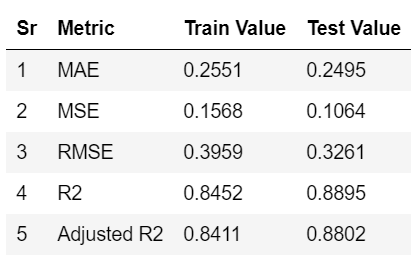 Sr Metric Train Value Test Value
1 MAE 0.2551 0.2495
2 MSE 0.1568 0.1064
3 RMSE 0.3959 0.3261
4 R2 0.8452 0.8895
5 Adjusted R2 0.8411 0.8802